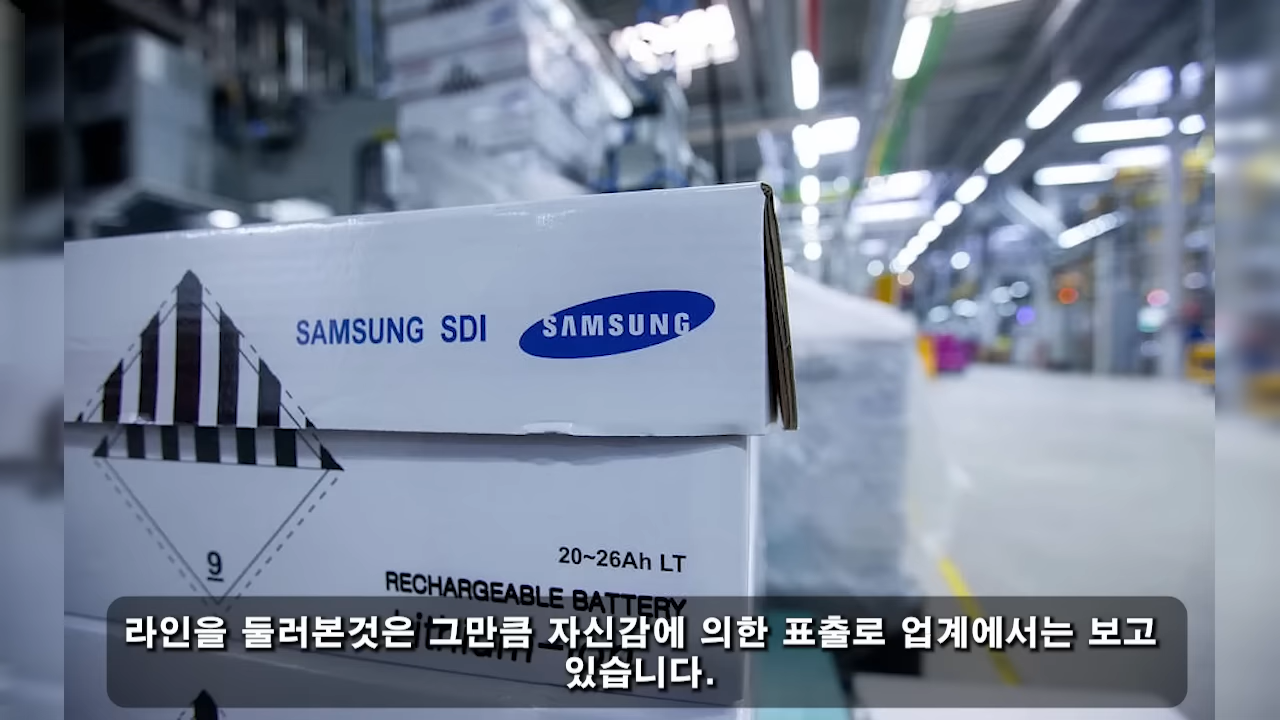 SAMSUNG SDI
SAMSUNG
9
20~26Ah LT
RECHARGEABLE BATTERY
라인을 둘러본것은 그만큼 자신감에 의한 표출로 업계에서는 보고
있습니다.